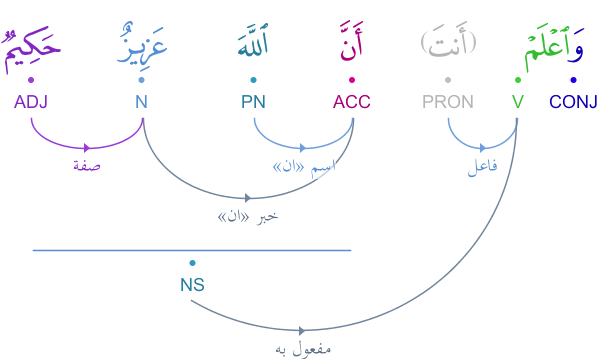 وَٱعْلَمْ (أَنتَ) أَنَّ ٱللَّهَ عَزِيزٌ حَكِيمٌ
CONJ V PRON ACC PN N ADJ
فاعل اسم «ان» صفة
خبر «ان»
NS
مفعول به